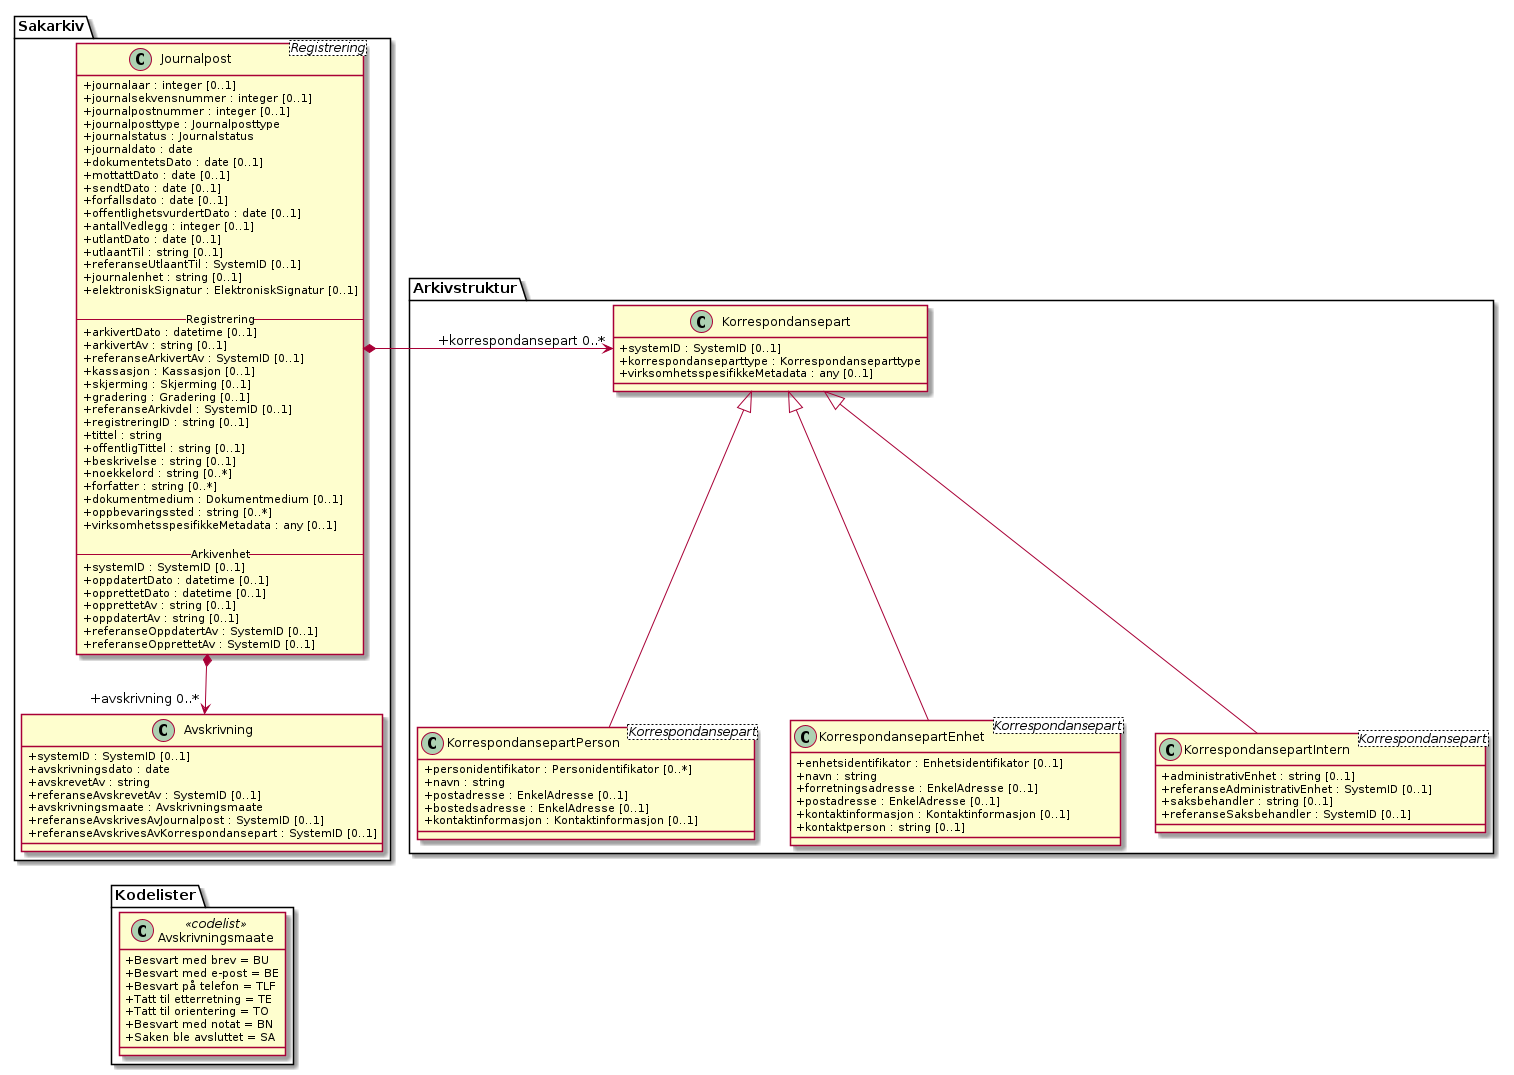 Sakarkiv
Registrering
C Journalpost
+journalaar : integer [0..1]
+journalsekvensnummer : integer [0..1]
+journalpostnummer : integer [0..1]
+journalposttype : Journalposttype
+journalstatus : Journalstatus
+journaldato : date
+dokumentetsDato : date [0..1]
+mottattDato : date [0..1]
+sendtDato : date [0..1]
+forfallsdato : date [0..1]
+offentlighetsvurdertDato : date [0..1]
+antallVedlegg : integer [0..1]
+utlantDato : date [0..1]
+utlaantTil : string [0..1]
+referanseUtlaantTil : SystemID [0..1]
+journalenhet : string [0..1]
+elektroniskSignatur : ElektroniskSignatur [0..1]
Registrering
+arkivertDato : datetime [0..1]
+arkivertAv : string [0..1]
+referanseArkivertAv : SystemID [0..1]
+kassasjon : Kassasjon [0..1]
+skjerming : Skjerming [0..1]
+gradering : Gradering [0..1]
+referanseArkivdel : SystemID [0..1]
+registreringID : string [0..1]
+tittel : string
+offentligTittel : string [0..1]
+beskrivelse : string [0..1]
+noekkelord : string [0..*]
+forfatter : string [0..*]
+dokumentmedium : Dokumentmedium [0..1]
+oppbevaringssted : string [0..*]
+virksomhetsspesifikkeMetadata : any [0..1]
Arkivenhet
+systemID : SystemID [0..1]
+oppdatertDato : datetime [0..1]
+opprettetDato : datetime [0..1]
+opprettetAv : string [0..1]
+oppdatertAv : string [0..1]
+referanseOppdatertAv : SystemID [0..1]
+referanseOpprettetAv : SystemID [0..1]
+avskrivning 0..*
C Avskrivning
+systemID : SystemID [0..1]
+avskrivningsdato : date
+avskrevetAv : string
+referanseAvskrevetAv : SystemID [0..1]
+avskrivningsmaate : Avskrivningsmaate
+referanseAvskrivesAvJournalpost : SystemID [0..1]
+referanseAvskrivesAvKorrespondansepart : SystemID [0..1]
+korrespondansepart 0..*
Arkivstruktur
C Korrespondansepart
+systemID : SystemID [0..1]
+korrespondanseparttype : Korrespondanseparttype
+virksomhetsspesifikkeMetadata : any [0..1]
Korrespondansepart
C KorrespondansepartPerson
+personidentifikator : Personidentifikator [0..*]
+navn : string
+postadresse : EnkelAdresse [0..1]
+bostedsadresse : EnkelAdresse [0..1]
+kontaktinformasjon : Kontaktinformasjon [0..1]
Korrespondansepart
C KorrespondansepartEnhet
+enhetsidentifikator : Enhetsidentifikator [0..1]
+navn : string
+forretningsadresse : EnkelAdresse [0..1]
+postadresse : EnkelAdresse [0..1]
+kontaktinformasjon : Kontaktinformasjon [0..1]
+kontaktperson : string [0..1]
Korrespondansepart
C KorrespondansepartIntern
+administrativEnhet : string [0..1]
+referanseAdministrativEnhet : SystemID [0..1]
+saksbehandler : string [0..1]
+referanseSaksbehandler : SystemID [0..1]
Kodelister
«codelist»
C Avskrivningsmaate
+Besvart med brev = BU
+Besvart med e-post = BE
+Besvart på telefon = TLF
+Tatt til etterretning = TE
+Tatt til orientering = TO
+Besvart med notat = BN
+Saken ble avsluttet = SA